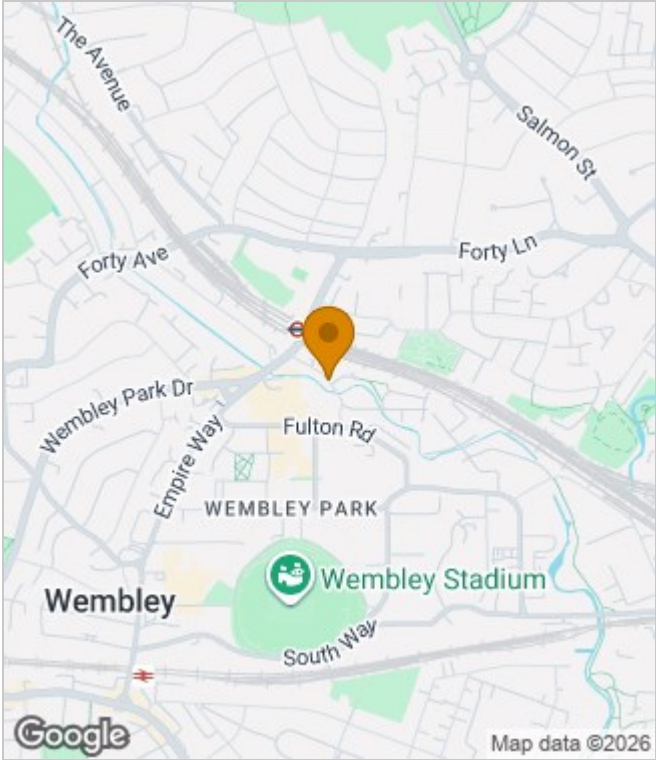 The Avenue
Salmon St
Forty Ln
Forty Ave
Wembley Park Dr
Empire Way
Fulton Rd
WEMBLEY PARK
Wembley Stadium
Wembley
South Way
Google
Map data ©2026